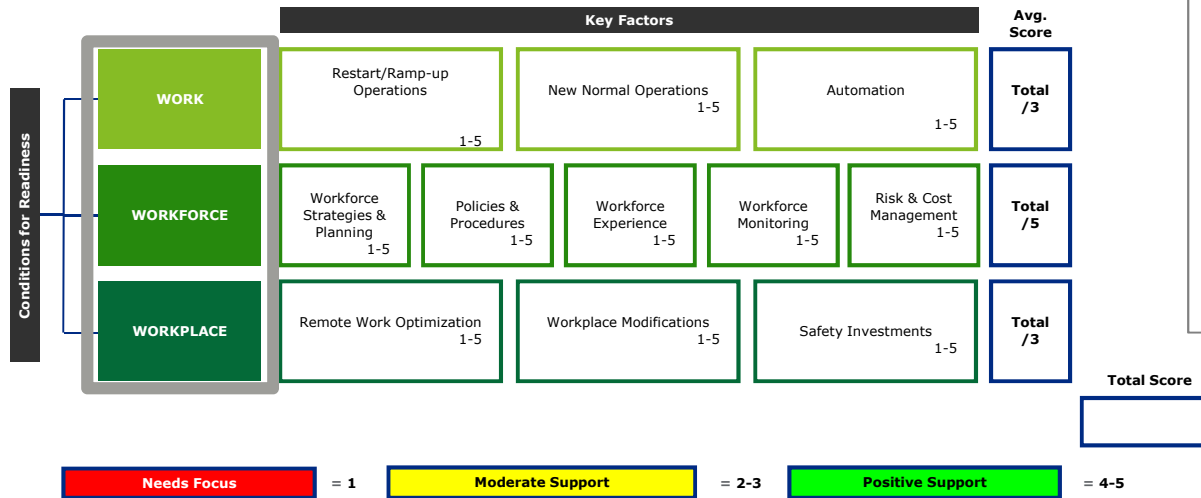 Key Factors
Avg.
Score
Conditions for Readiness
WORK
Restart/Ramp-up
Operations
1-5
New Normal Operations
1-5
Automation
1-5
Total
/3
WORKFORCE
Workforce
Strategies &
Planning
1-5
Policies &
Procedures
1-5
Workforce
Experience
1-5
Workforce
Monitoring
1-5
Risk & Cost
Management
1-5
Total
/5
WORKPLACE
Remote Work Optimization
1-5
Workplace Modifications
1-5
Safety Investments
1-5
Total
/3
Total Score
Needs Focus
= 1
Moderate Support
= 2-3
Positive Support
= 4-5